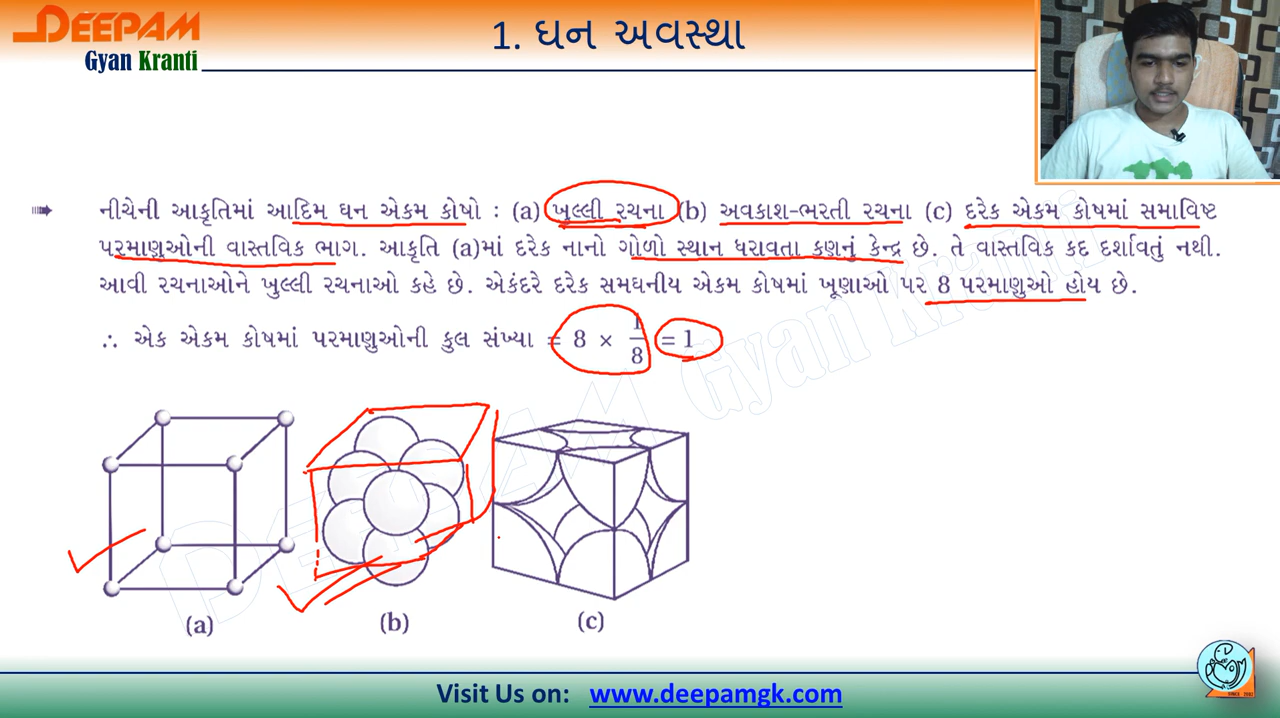 DEEPAM
Gyan Kranti
1. ઘન અવસ્થા
નીચેની આકૃતિમાં આદિમ ઘન એકમ કોષો : (a) ખુલ્લી રચના (b) અવકાશ-ભરતી રચના (c) દરેક એકમ કોષમાં સમાવિષ્ટ
પરમાણુઓની વાસ્તવિક ભાગ. આકૃતિ (a)માં દરેક નાનો ગોળો સ્થાન ધરાવતા કણનું કેન્દ્ર છે. તે વાસ્તવિક કદ દર્શાવતું નથી.
આવી રચનાઓને ખુલ્લી રચનાઓ કહે છે. એકંદરે દરેક સમઘનીય એકમ કોષમાં ખૂણાઓ પર 8 પરમાણુઓ હોય છે.
∴ એક એકમ કોષમાં પરમાણુઓની કુલ સંખ્યા = 8 × 1/8 = 1
(a) (b) (c)
DEEPAM Gyan Kranti
Visit Us on: www.deepamgk.com